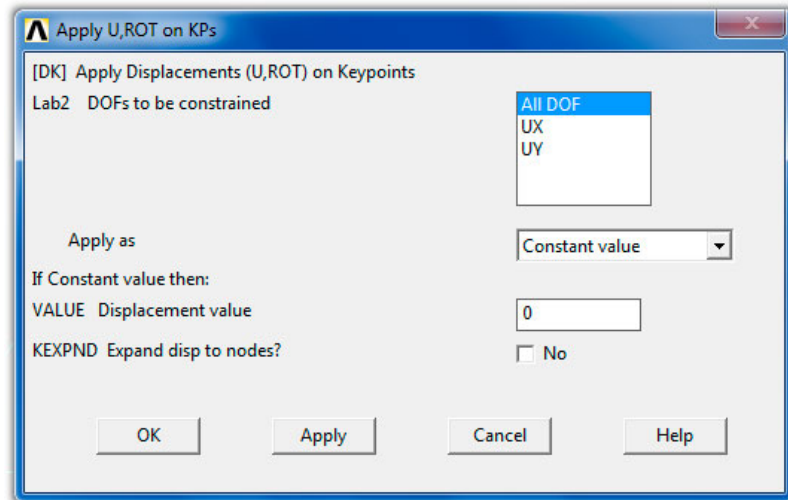 Apply U,ROT on KPs
[DK] Apply Displacements (U,ROT) on Keypoints
Lab2 DOFs to be constrained
All DOF
UX
UY
Apply as
Constant value
If Constant value then:
VALUE Displacement value
0
KEXPND Expand disp to nodes?
No
OK Apply Cancel Help